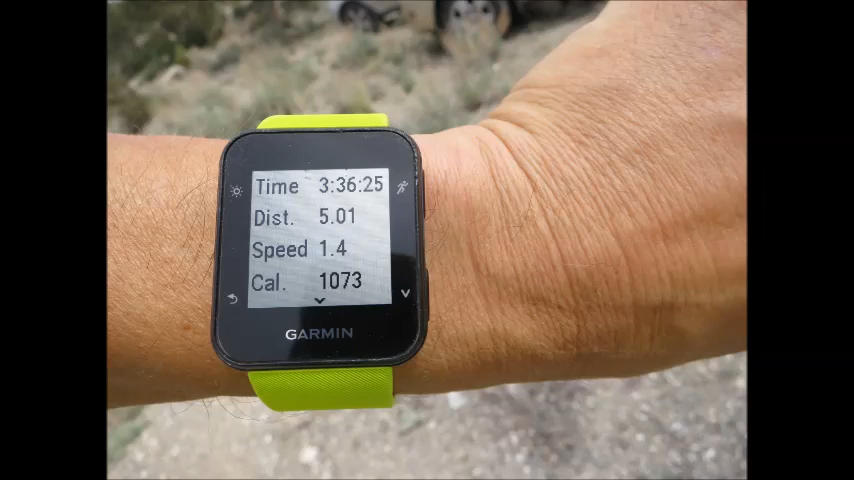 Time 3:36:25
Dist. 5.01
Speed 1.4
Cal. 1073
GARMIN